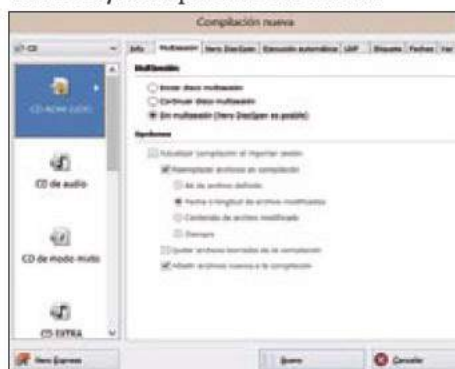 Compilación nueva
CD
Info Multisesión Nero DiscSpan Ejecución automática UDF Etiqueta Fechas
Multisesión
Iniciar disco multisesión
Continuar disco multisesión
Sin multisesión (Nero DiscSpan es posible)
Opciones
Actualizar compilación al importar sesión
Reemplazar archivos en compilación
Bit de archivo definido
Fecha o longitud de archivo modificadas
Contenido de archivo modificado
Siempre
Quitar archivos borrados de la compilación
Añadir archivos nuevos a la compilación
CD-ROM (ISO)
CD de audio
CD de modo mixto
CD EXTRA
Nero Express
Nuevo
Cancelar